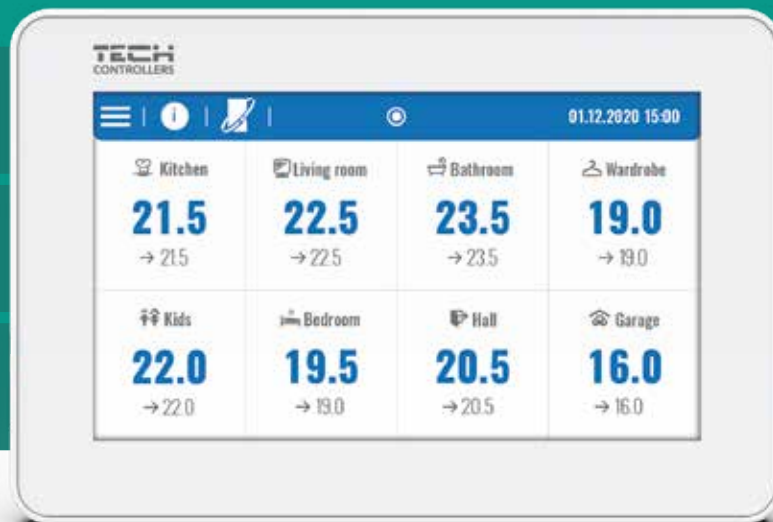 TECH
CONTROLLERS
i
01.12.2020 15:00
Kitchen
Living room
Bathroom
Wardrobe
21.5
22.5
23.5
19.0
→ 21.5
→ 22.5
→ 23.5
→ 19.0
Kids
Bedroom
Hall
Garage
22.0
19.5
20.5
16.0
→ 22.0
→ 19.0
→ 20.5
→ 16.0